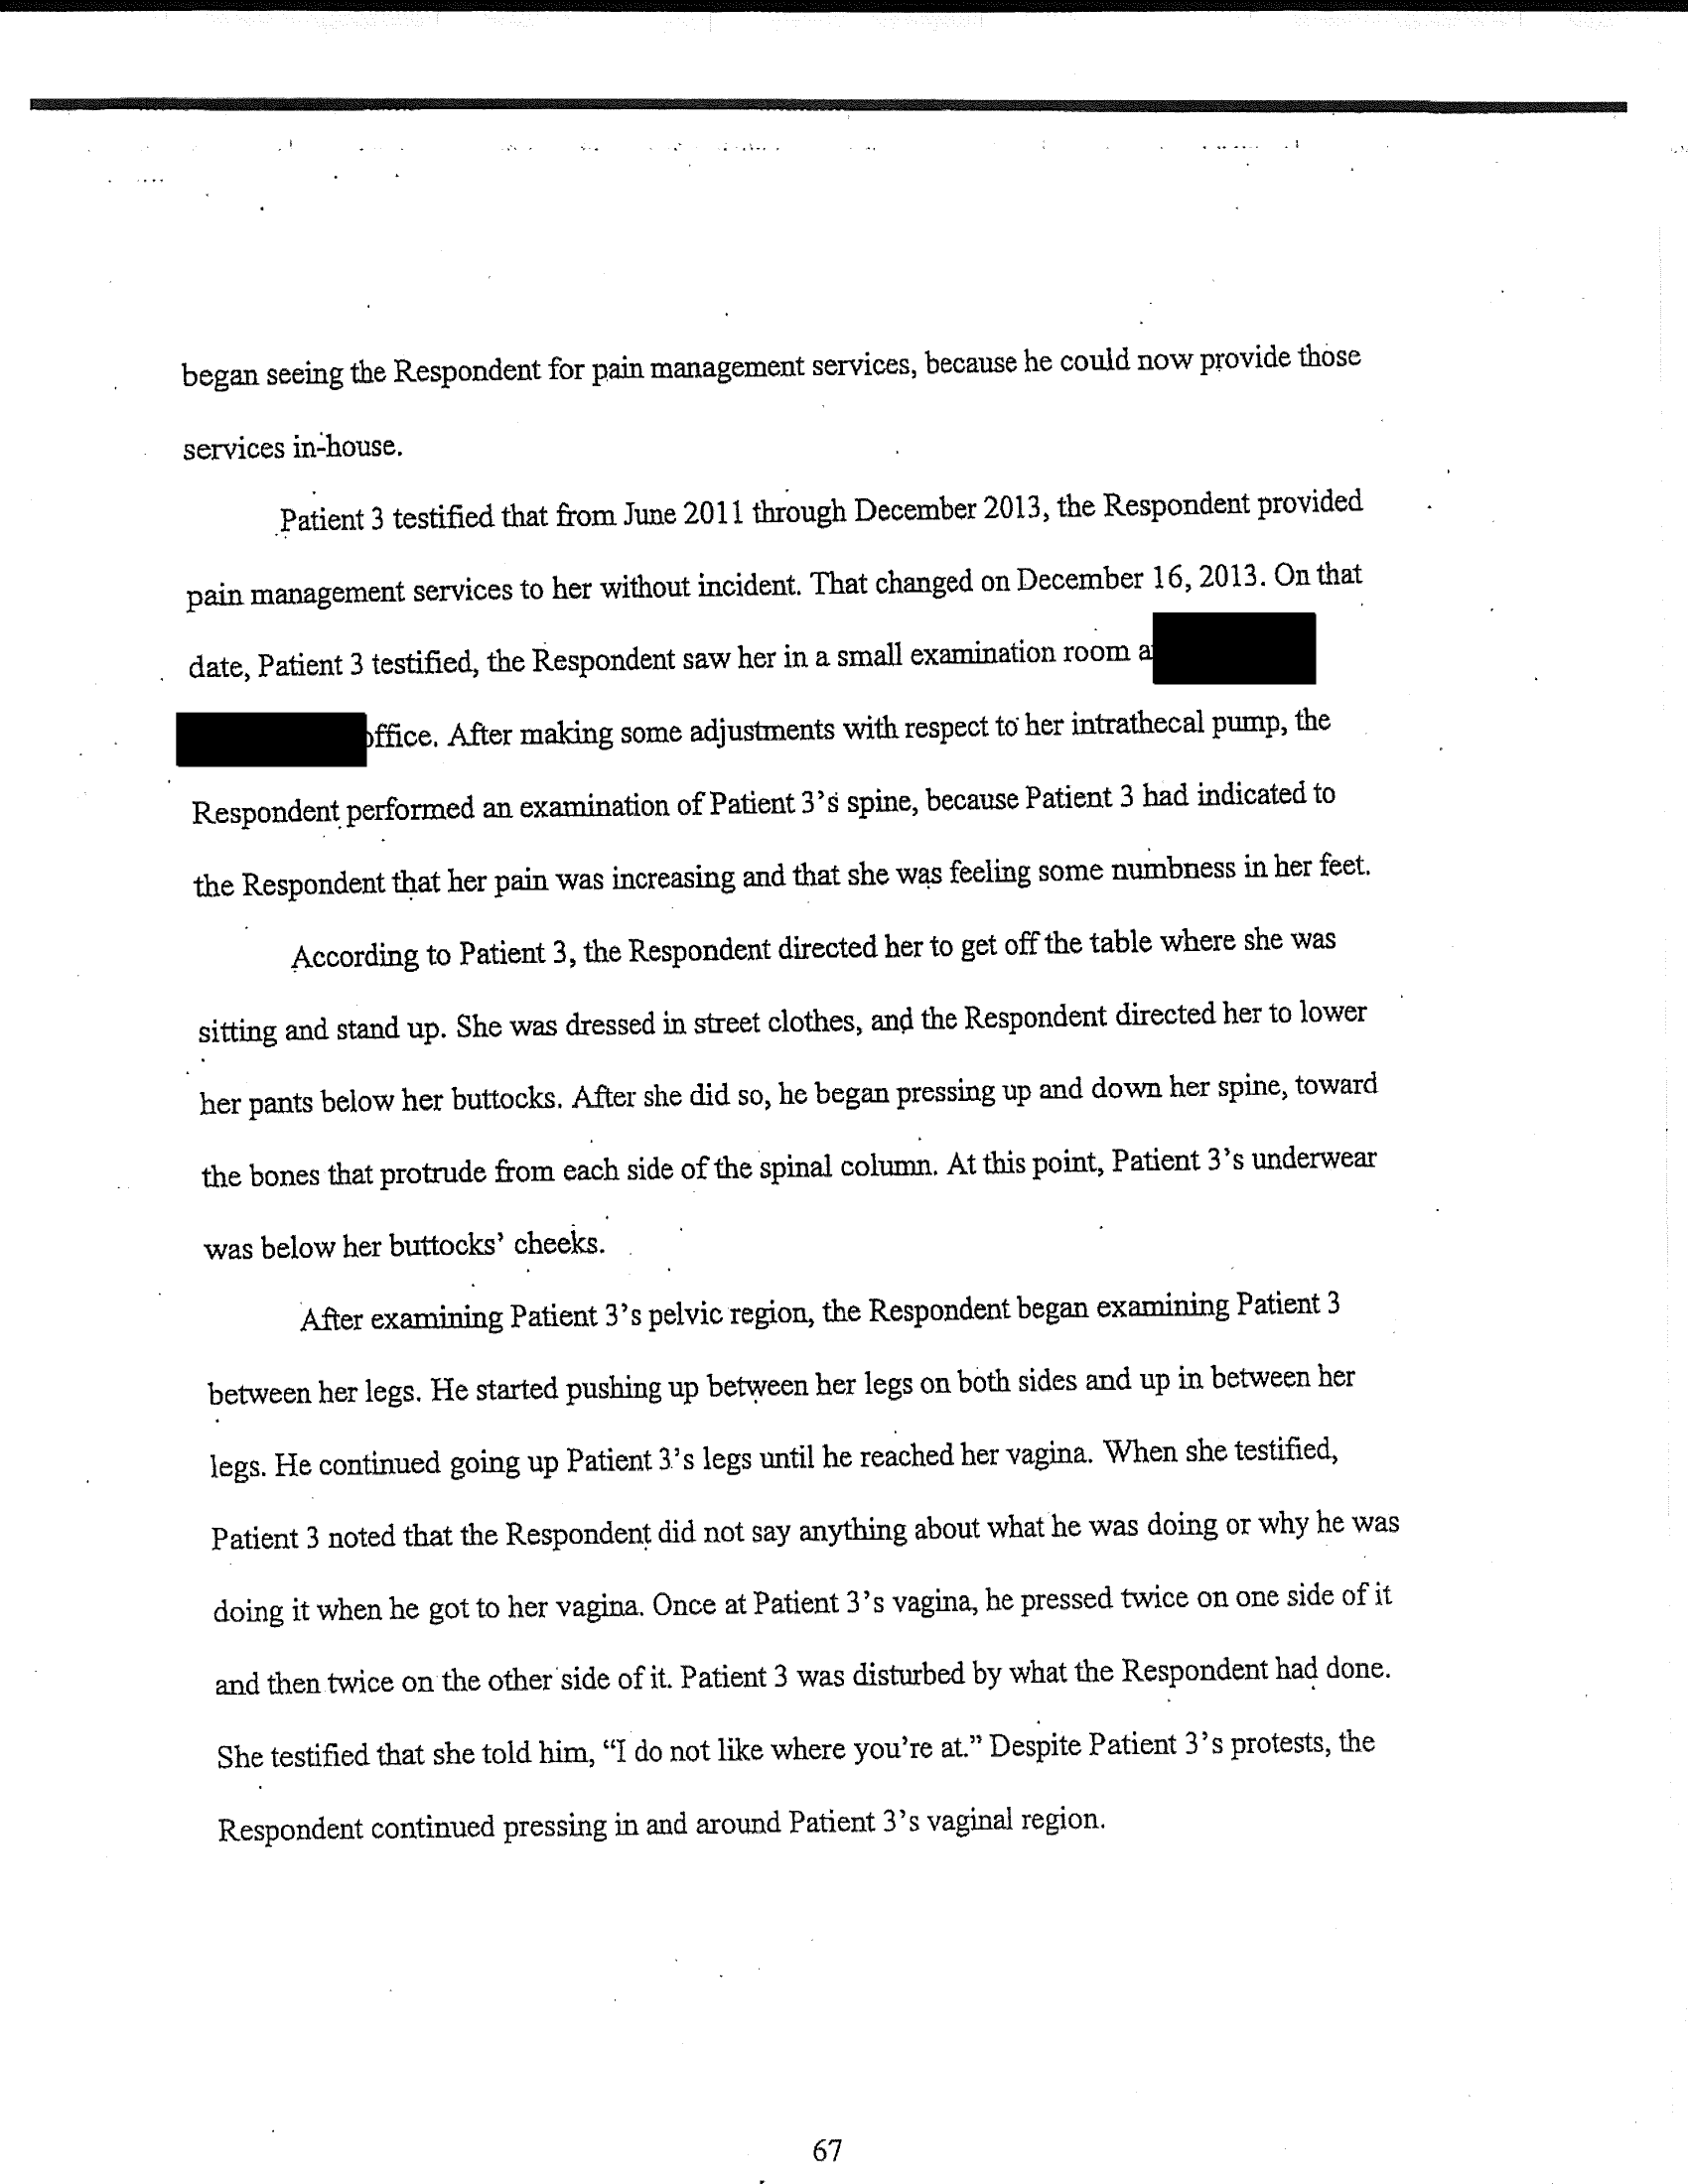 began seeing the Respondent for pain management services, because he could now provide those
services in-house.
Patient 3 testified that from June 2011 through December 2013, the Respondent provided
pain management services to her without incident. That changed on December 16, 2013. On that
date, Patient 3 testified, the Respondent saw her in a small examination room a
office. After making some adjustments with respect to her intrathecal pump, the
Respondent performed an examination of Patient 3's spine, because Patient 3 had indicated to
the Respondent that her pain was increasing and that she was feeling some numbness in her feet.
According to Patient 3, the Respondent directed her to get off the table where she was
sitting and stand up. She was dressed in street clothes, and the Respondent directed her to lower
her pants below her buttocks. After she did so, he began pressing up and down her spine, toward
the bones that protrude from each side of the spinal column. At this point, Patient 3's underwear
was below her buttocks' cheeks.
After examining Patient 3's pelvic region, the Respondent began examining Patient 3
between her legs. He started pushing up between her legs on both sides and up in between her
legs. He continued going up Patient 3's legs until he reached her vagina. When she testified,
Patient 3 noted that the Respondent did not say anything about what he was doing or why he was
doing it when he got to her vagina. Once at Patient 3's vagina, he pressed twice on one side of it
and then twice on the other side of it. Patient 3 was disturbed by what the Respondent had done.
She testified that she told him, “I do not like where you're at.” Despite Patient 3's protests, the
Respondent continued pressing in and around Patient 3's vaginal region.
67